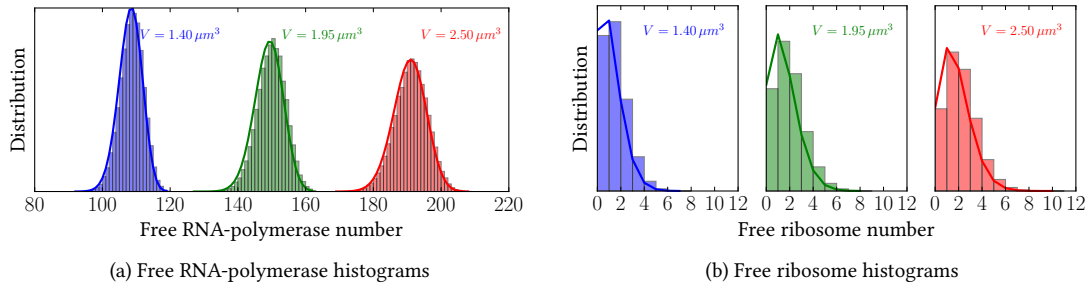 Distribution
V = 1.40 μm³
V = 1.95 μm³
V = 2.50 μm³
80 100 120 140 160 180 200 220
Free RNA-polymerase number
(a) Free RNA-polymerase histograms
Distribution
V = 1.40 μm³
V = 1.95 μm³
V = 2.50 μm³
0 2 4 6 8 10 12 0 2 4 6 8 10 12 0 2 4 6 8 10 12
Free ribosome number
(b) Free ribosome histograms